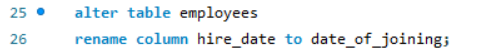 25 alter table employees
26 rename column hire_date to date_of_joining;